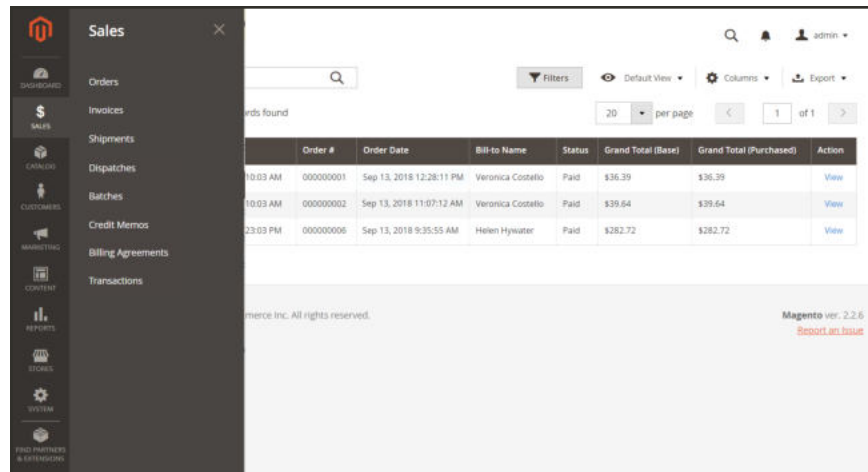 Sales
admin
DASHBOARD
SALES
CATALOG
CUSTOMERS
MARKETING
CONTENT
REPORTS
STORES
SYSTEM
FIND PARTNERS
& EXTENSIONS
Orders
Invoices
Shipments
Dispatches
Batches
Credit Memos
Billing Agreements
Transactions
Filters Default View Columns Export
rds found 20 per page 1 of 1
Order # Order Date Bill-to Name Status Grand Total (Base) Grand Total (Purchased) Action
10:03 AM 000000001 Sep 13, 2018 12:28:11 PM Veronica Costello Paid $36.39 $36.39 View
10:03 AM 000000002 Sep 13, 2018 11:07:12 AM Veronica Costello Paid $39.64 $39.64 View
23:03 PM 000000006 Sep 13, 2018 9:35:55 AM Helen Hywater Paid $282.72 $282.72 View
merce Inc. All rights reserved. Magento ver. 2.2.6
Report an Issue